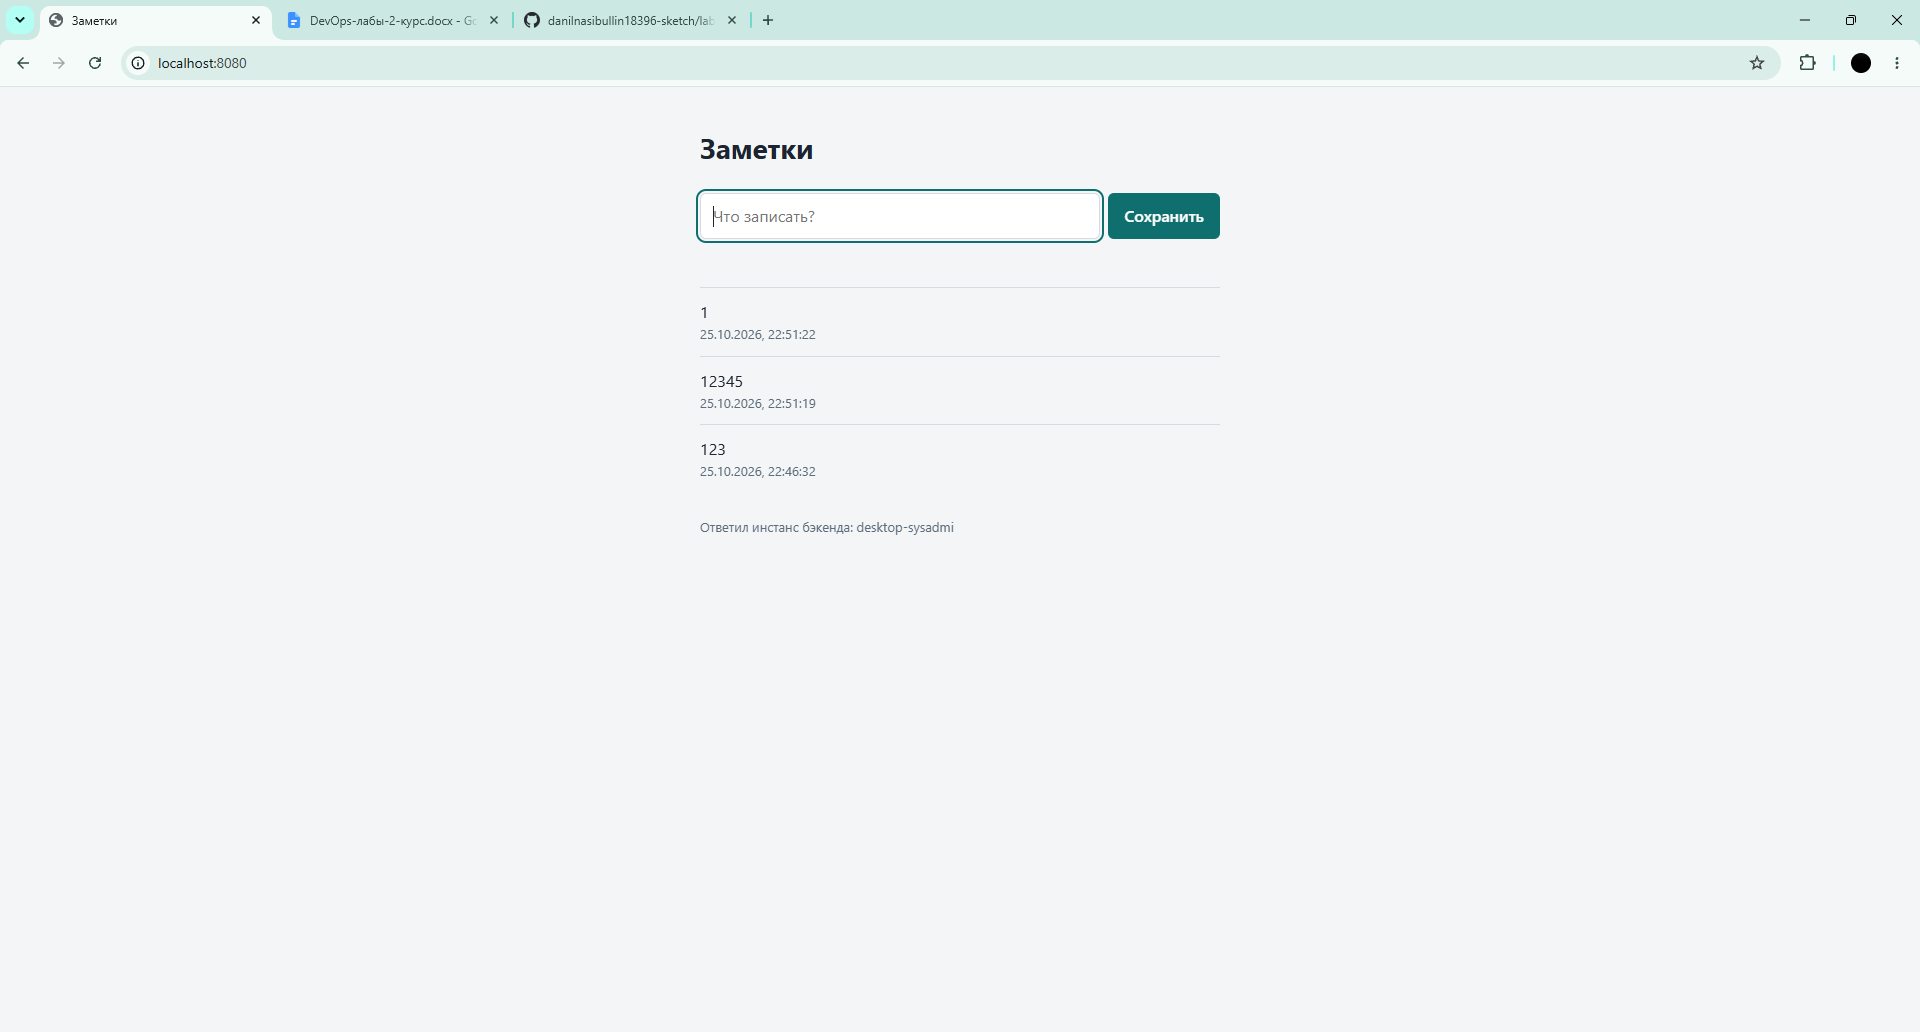 Заметки
DevOps-лабы-2-курс.docx - Go
danilnasibullin18396-sketch/lab
localhost:8080
Заметки
Что записать?
Сохранить
1
25.10.2026, 22:51:22
12345
25.10.2026, 22:51:19
123
25.10.2026, 22:46:32
Ответил инстанс бэкенда: desktop-sysadmi